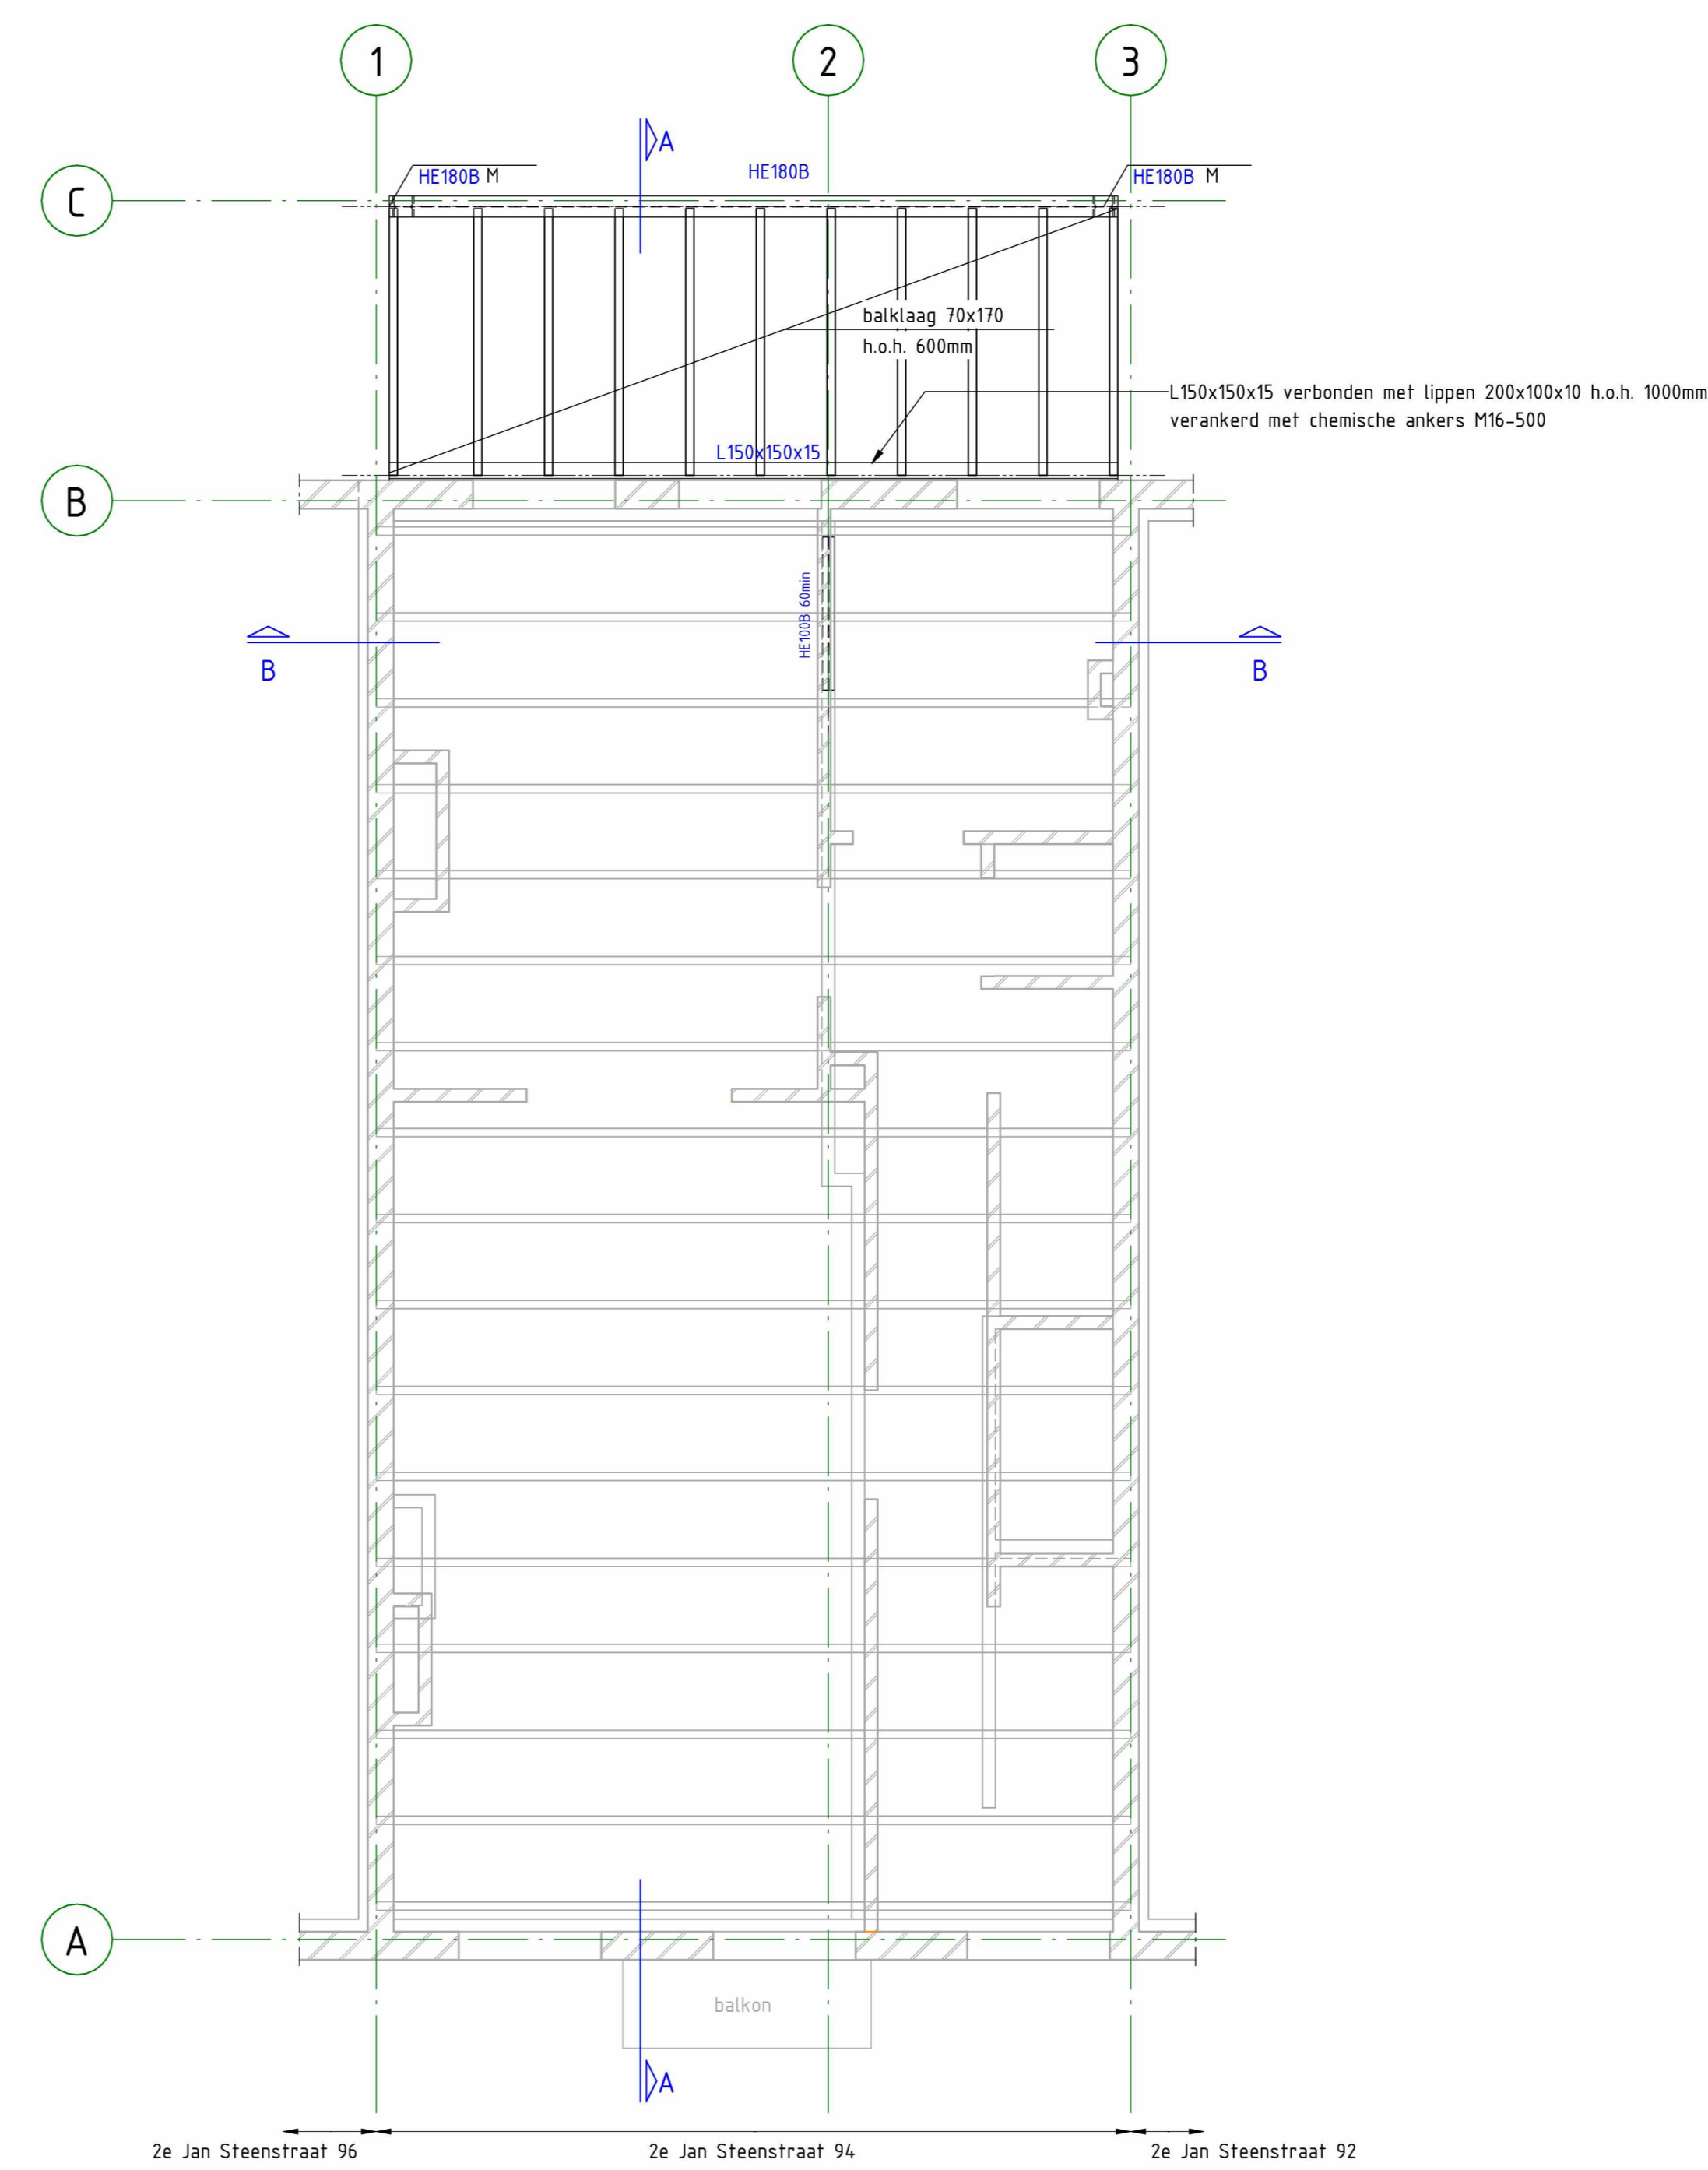 1
2
3
A
C
HE180B M
HE180B
HE180B M
balklaag 70x170
h.o.h. 600mm
L150x150x15 verbonden met lippen 200x100x10 h.o.h. 1000mm
verankerd met chemische ankers M16-500
L150x150x15
B
HE100B 60min
B
B
A
balkon
A
2e Jan Steenstraat 96
2e Jan Steenstraat 94
2e Jan Steenstraat 92